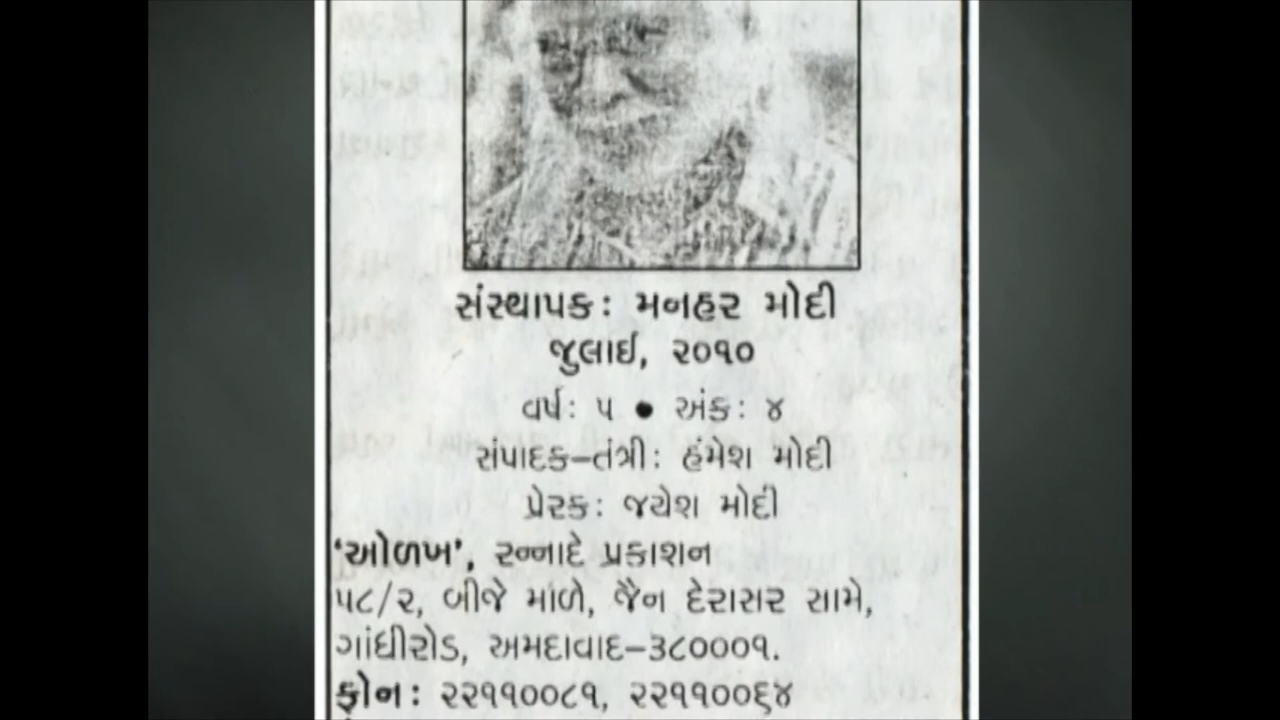 સંસ્થાપક: મનહર મોદી
જુલાઈ, ૨૦૧૦
વર્ષ: ૫ ● અંક: ૪
સંપાદક–તંત્રી: હંમેશ મોદી
પ્રેરક: જયેશ મોદી
‘ઓળખ’, રન્નાદે પ્રકાશન
૫૮/૨, બીજે માળે, જૈન દેરાસર સામે,
ગાંધીરોડ, અમદાવાદ–૩૮૦૦૦૧.
ફોન: ૨૨૧૧૦૦૮૧, ૨૨૧૧૦૦૬૪